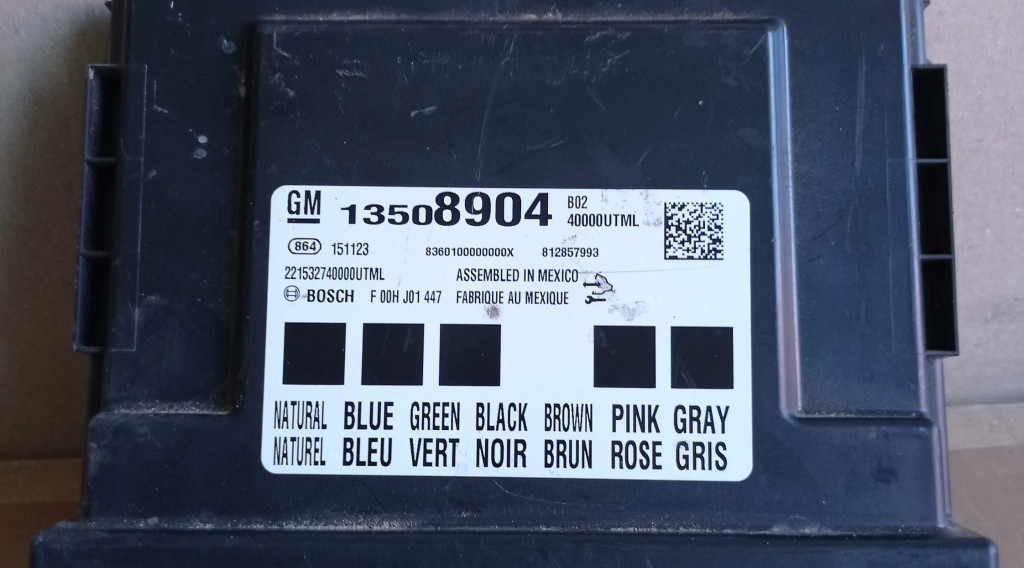 GM 13508904 B02
40000UTML
864 151123 8360100000000X 812857993
221532740000UTML ASSEMBLED IN MEXICO
BOSCH F 00H J01 447 FABRIQUE AU MEXIQUE
NATURAL BLUE GREEN BLACK BROWN PINK GRAY
NATUREL BLEU VERT NOIR BRUN ROSE GRIS